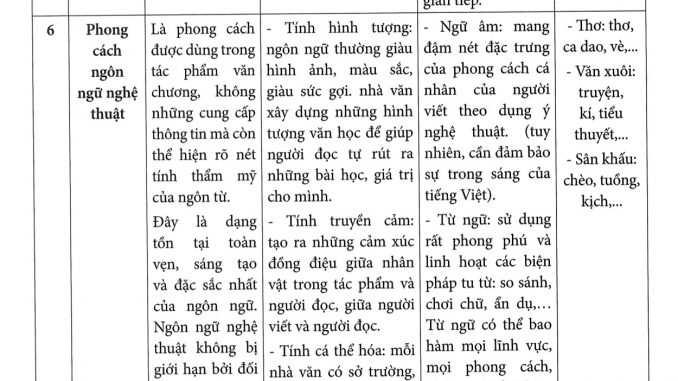 gián tiếp.
6
Phong
cách
ngôn
ngữ nghệ
thuật
Là phong cách
được dùng trong
tác phẩm văn
chương, không
những cung cấp
thông tin mà còn
thể hiện rõ nét
tính thẩm mỹ
của ngôn từ.
Đây là dạng
tồn tại toàn
vẹn, sáng tạo
và đặc sắc nhất
của ngôn ngữ.
Ngôn ngữ nghệ
thuật không bị
giới hạn bởi đối
- Tính hình tượng:
ngôn ngữ thường giàu
hình ảnh, màu sắc,
giàu sức gợi. nhà văn
xây dựng những hình
tượng văn học để giúp
người đọc tự rút ra
những bài học, giá trị
cho mình.
- Tính truyền cảm:
tạo ra những cảm xúc
đồng điệu giữa nhân
vật trong tác phẩm và
người đọc, giữa người
viết và người đọc.
- Tính cá thể hóa: mỗi
nhà văn có sở trường,
- Ngữ âm: mang
đậm nét đặc trưng
của phong cách cá
nhân của người
viết theo dụng ý
nghệ thuật. (tuy
nhiên, cần đảm bảo
sự trong sáng của
tiếng Việt).
- Từ ngữ: sử dụng
rất phong phú và
linh hoạt các biện
pháp tu từ: so sánh,
chơi chữ, ẩn dụ,...
Từ ngữ có thể bao
hàm mọi lĩnh vực,
mọi phong cách,
- Thơ: thơ,
ca dao, vè,...
- Văn xuôi:
truyện,
kí, tiểu
thuyết,...
- Sân khấu:
chèo, tuồng,
kịch,...